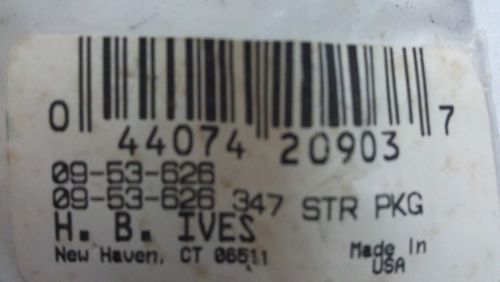 0 44074 20903 7
09-53-626
09-53-626 347 STR PKG
H. B. IVES
New Haven, CT 06511
Made In
USA